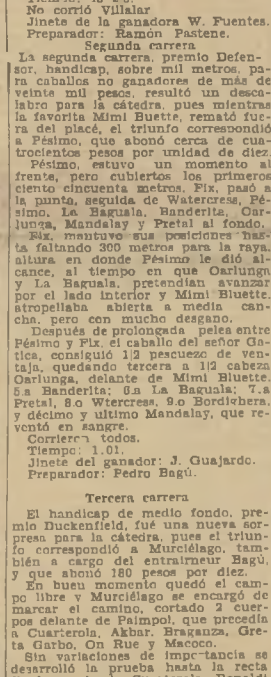 No corrió Villalar
Jinete de la ganadora W. Fuentes.
Preparador: Ramón Pastene.
Segunda carrera
La segunda carrera, premio Defen-
sor, handicap, sobre mil metros, pa-
ra caballos no ganadores de más de
veinte mil pesos, resultó un descala-
bro para la cátedra, pues mientras
la favorita Mimi Buette, remató fue-
ra del placé, el triunfo correspondió
a Pésimo, que abonó cerca de cua-
trocientos pesos por unidad de diez.
Pésimo, estuvo un momento al
frente, pero cubiertos los primeros
ciento cincuenta metros, Fix, pasó a
la punta, seguida de Watercress, Pé-
simo, La Baguala, Banderita, Oar-
lunga, Mandalay y Pretal al fondo.
Fix, mantuvo sus posiciones has-
ta faltando 300 metros para la raya,
altura en donde Pésimo le dió al-
cance, al tiempo en que Oarlunga
y La Baguala, pretendían avanzar
por el lado interior y Mimi Bluette,
atropellaba abierta a media can-
cha, pero con mucho desgano.
Después de prolongada pelea entre
Pésimo y Fix, el caballo del señor Ga-
tica, consiguió 1|2 pescuezo de ven-
taja, quedando tercera a 1|2 cabeza
Oarlunga, delante de Mimi Bluette.
5.a Banderita; 6.a La Baguala; 7.a
Pretal, 8.o Watercress, 9.o Bordighera,
y décimo y ultimo Mandalay, que re-
ventó en sangre.
Corrieron todos.
Tiempo: 1.01.
Jinete del ganador: J. Guajardo.
Preparador: Pedro Bagú.
Tercera carrera
El handicap de medio fondo, pre-
mio Duckenfield, fué una nueva sor-
presa para la cátedra, pues el triun-
fo correspondió a Murciélago, tam-
bién a cargo del entraimeur Bagú,
y que abonó 180 pesos por diez.
En buen momento quedó el cam-
po libre y Murciélago se encargó de
marcar el camino, cortado 2 cuer-
pos delante de Paimpol, que precedía
a Cuarterola, Akbar, Braganza, Gre-
ta Garbo, On Rue y Macoco.
Sin variaciones de importancia se
desarrolló la prueba hasta la recta